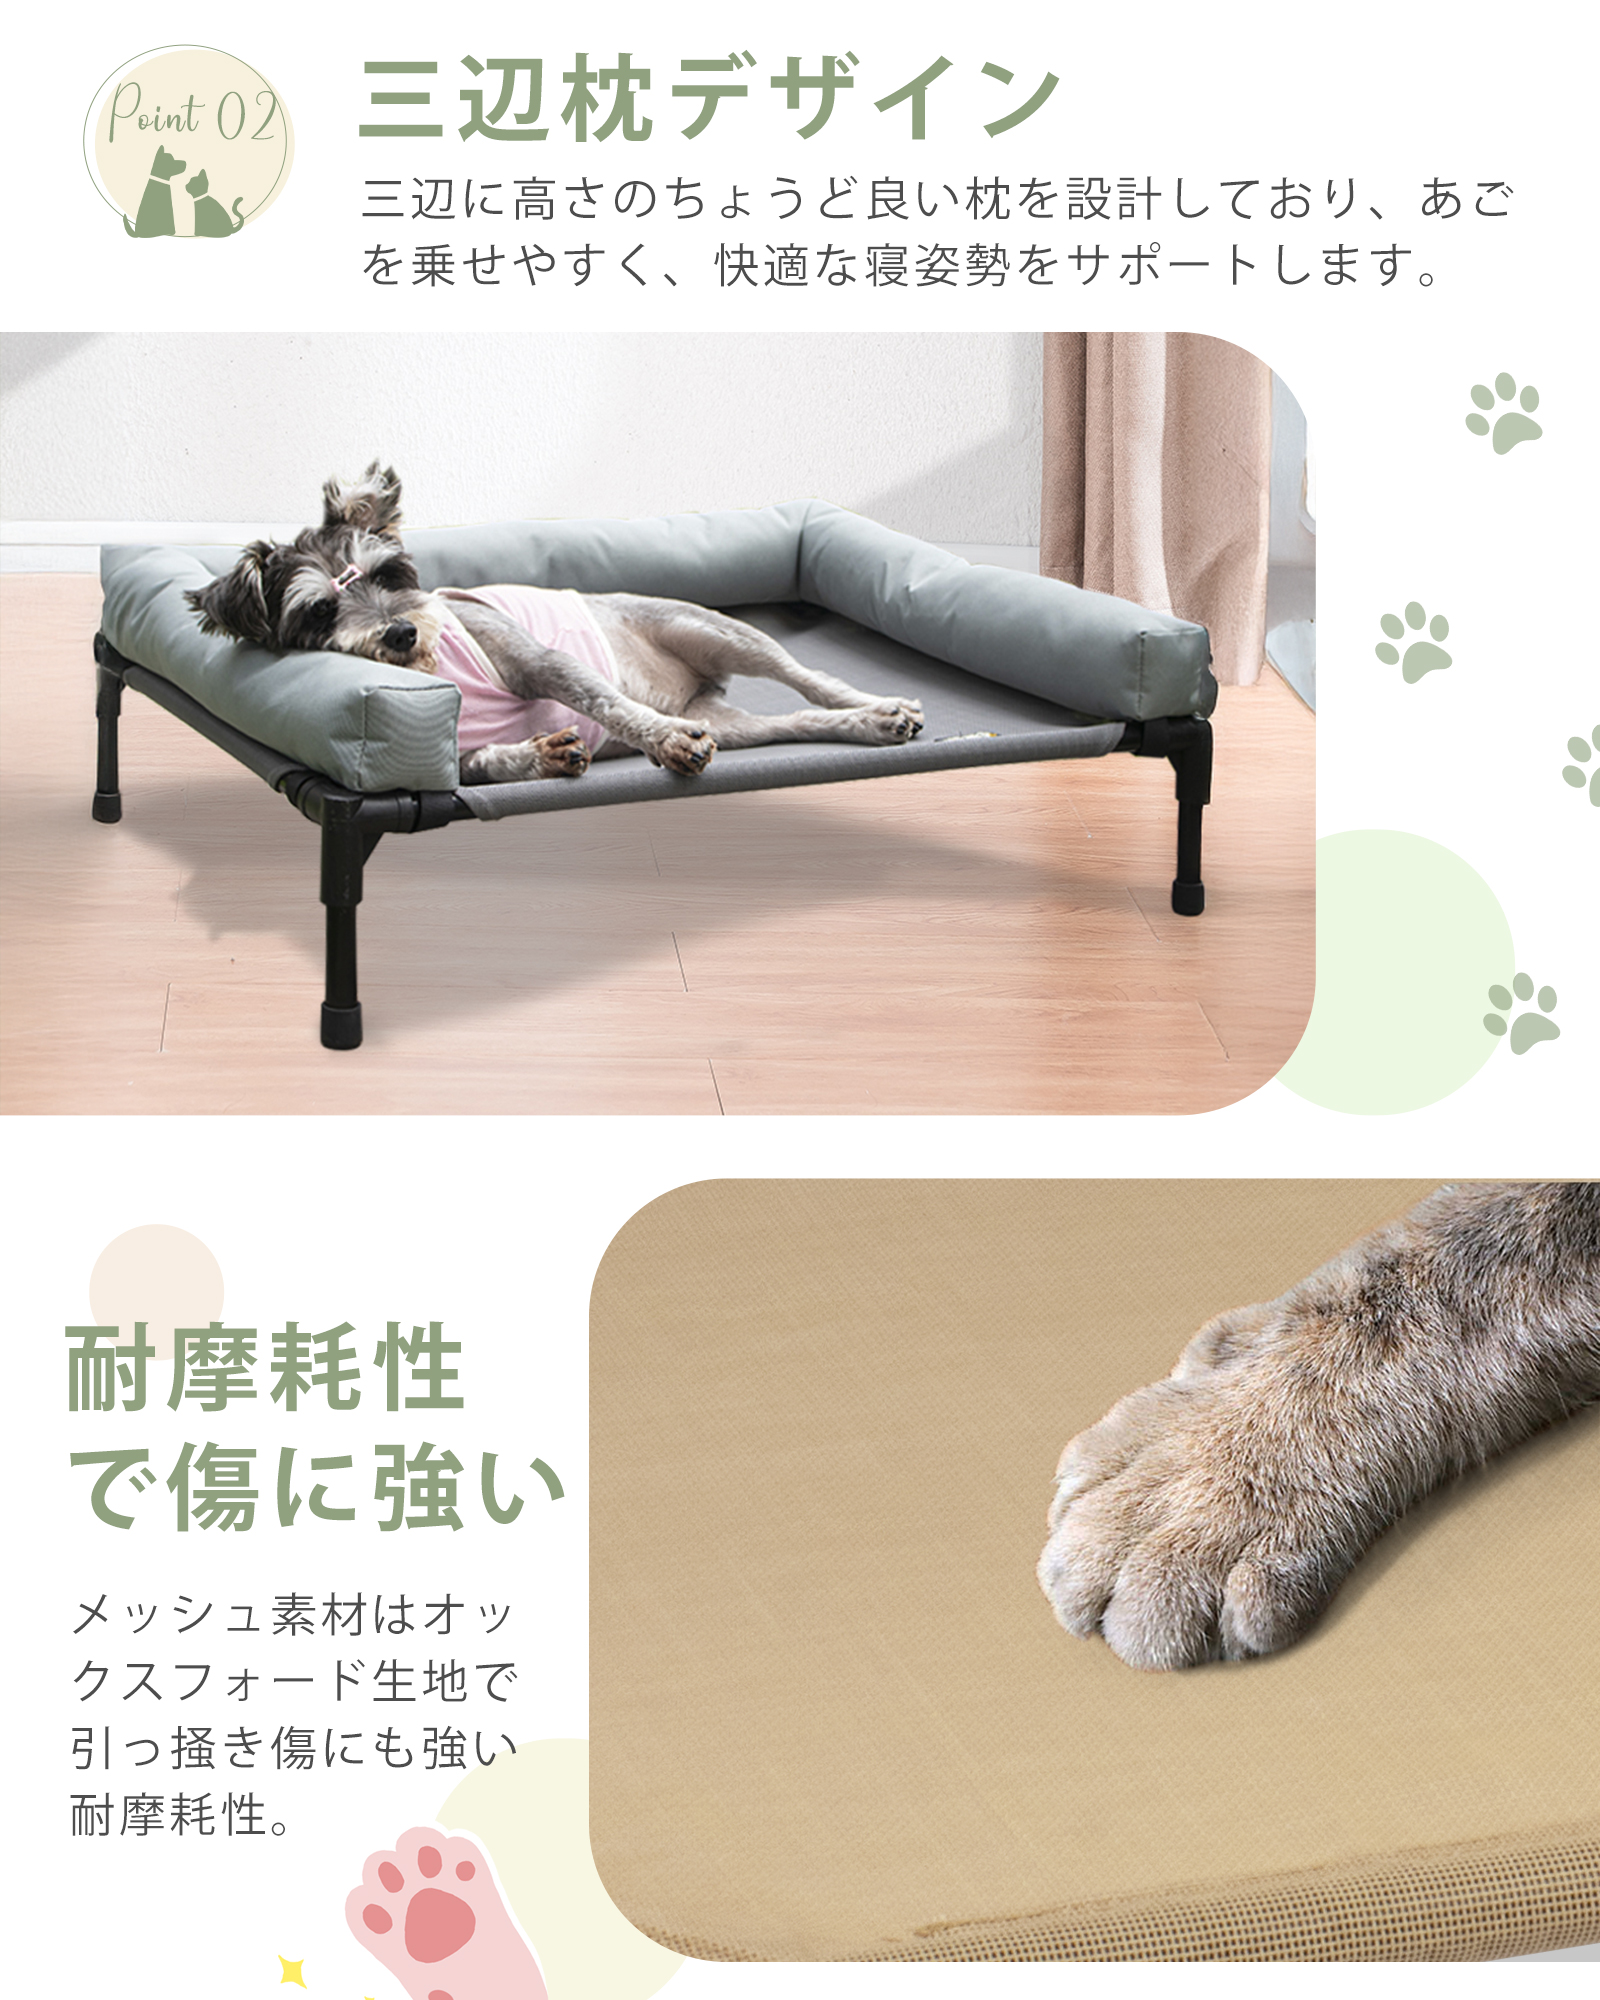 Point 02
三辺枕デザイン
三辺に高さのちょうど良い枕を設計しており、あご
を乗せやすく、快適な寝姿勢をサポートします。
耐摩耗性
で傷に強い
メッシュ素材はオッ
クスフォード生地で
引っ掻き傷にも強い
耐摩耗性。